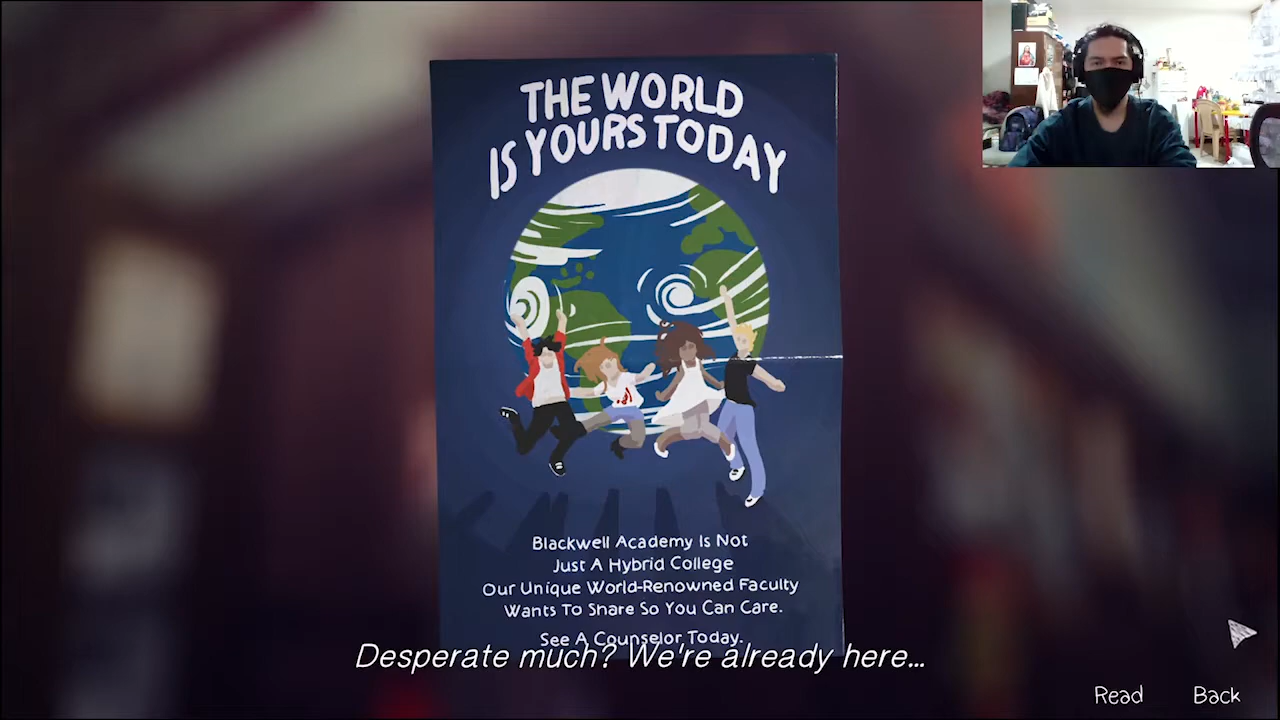 THE WORLD
IS YOURS TODAY
Blackwell Academy Is Not
Just A Hybrid College
Our Unique World-Renowned Faculty
Wants To Share So You Can Care.
See A Counselor Today.
Desperate much? We're already here...
Read Back